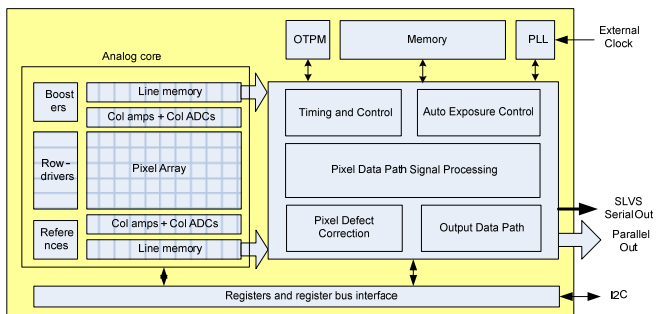 OTPM
Memory
PLL
External
Clock
Analog core
Boost
ers
Line memory
Col amps + Col ADCs
Row-
drivers
Pixel Array
Refere
nces
Col amps + Col ADCs
Line memory
Timing and Control
Auto Exposure Control
Pixel Data Path Signal Processing
Pixel Defect
Correction
Output Data Path
SLVS
Serial Out
Parallel
Out
Registers and register bus interface
I2C